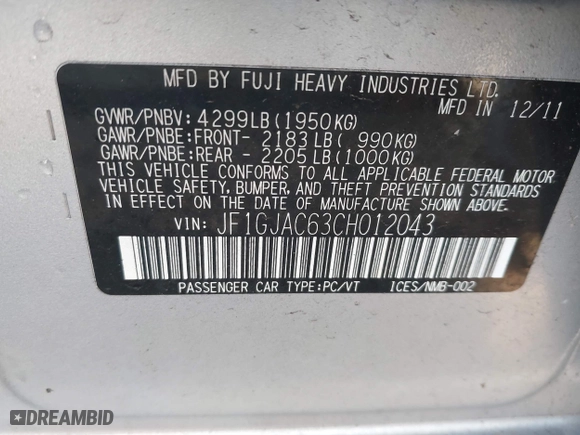 MFD BY FUJI HEAVY INDUSTRIES LTD.
MFD IN 12/11
GVWR/PNBV: 4299LB(1950KG)
GAWR/PNBE:FRONT- 2183 LB( 990KG)
GAWR/PNBE:REAR - 2205 LB(1000KG)
THIS VEHICLE CONFORMS TO ALL APPLICABLE FEDERAL MOTOR
VEHICLE SAFETY, BUMPER, AND THEFT PREVENTION STANDARDS
IN EFFECT ON THE DATE OF MANUFACTURE SHOWN ABOVE.
VIN: JF1GJAC63CH012043
PASSENGER CAR TYPE:PC/VT ICES/NMB-002
DREAMBID